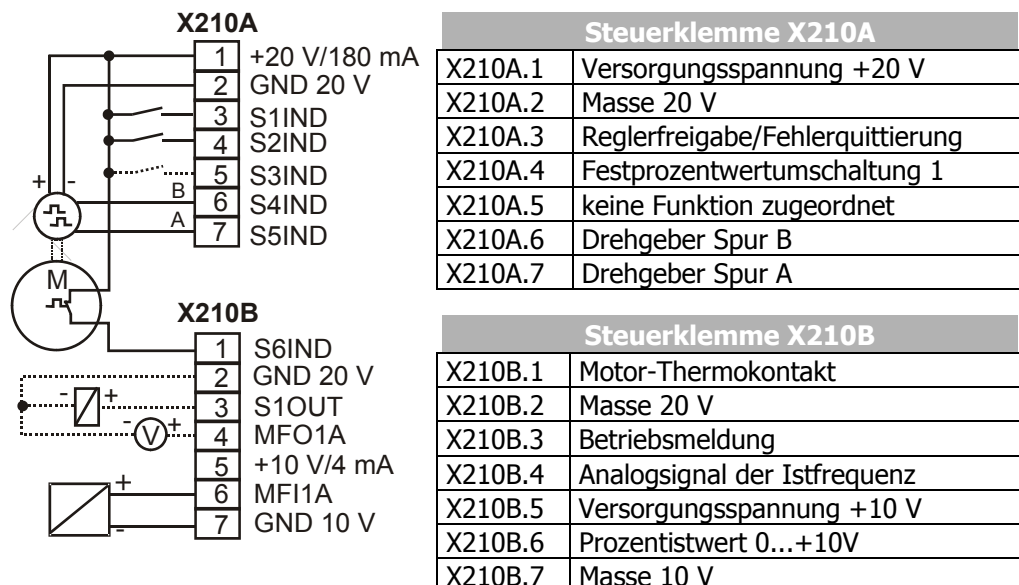 X210A
1 +20 V/180 mA
2 GND 20 V
3 S1IND
4 S2IND
5 S3IND
B 6 S4IND
A 7 S5IND
+ -
M
X210B
1 S6IND
2 GND 20 V
- + 3 S1OUT
- V + 4 MFO1A
5 +10 V/4 mA
+ 6 MFI1A
- 7 GND 10 V
Steuerklemme X210A
X210A.1 Versorgungsspannung +20 V
X210A.2 Masse 20 V
X210A.3 Reglerfreigabe/Fehlerquittierung
X210A.4 Festprozentwertumschaltung 1
X210A.5 keine Funktion zugeordnet
X210A.6 Drehgeber Spur B
X210A.7 Drehgeber Spur A
Steuerklemme X210B
X210B.1 Motor-Thermokontakt
X210B.2 Masse 20 V
X210B.3 Betriebsmeldung
X210B.4 Analogsignal der Istfrequenz
X210B.5 Versorgungsspannung +10 V
X210B.6 Prozentistwert 0...+10V
X210B.7 Masse 10 V